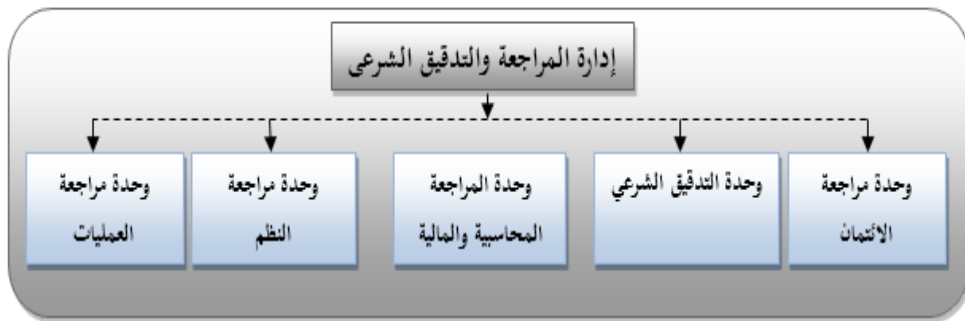 إدارة المراجعة والتدقيق الشرعى
وحدة مراجعة
الائتمان
وحدة التدقيق الشرعي
وحدة المراجعة
المحاسبية والمالية
وحدة مراجعة
النظم
وحدة مراجعة
العمليات